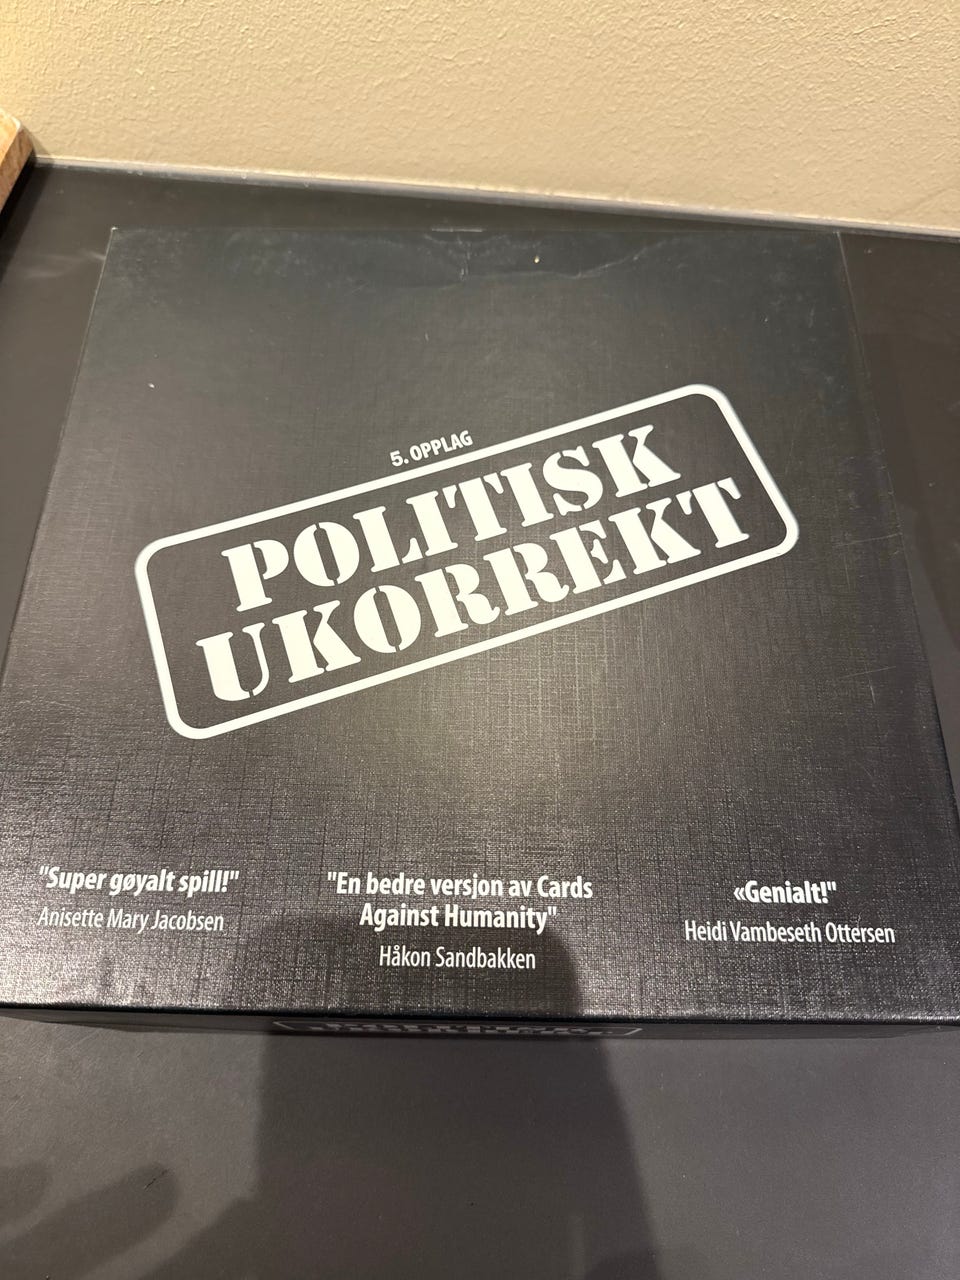 5. OPPLAG
POLITISK
UKORREKT
"Super gøyalt spill!"
Anisette Mary Jacobsen
"En bedre versjon av Cards
Against Humanity"
Håkon Sandbakken
«Genialt!"
Heidi Vambeseth Ottersen